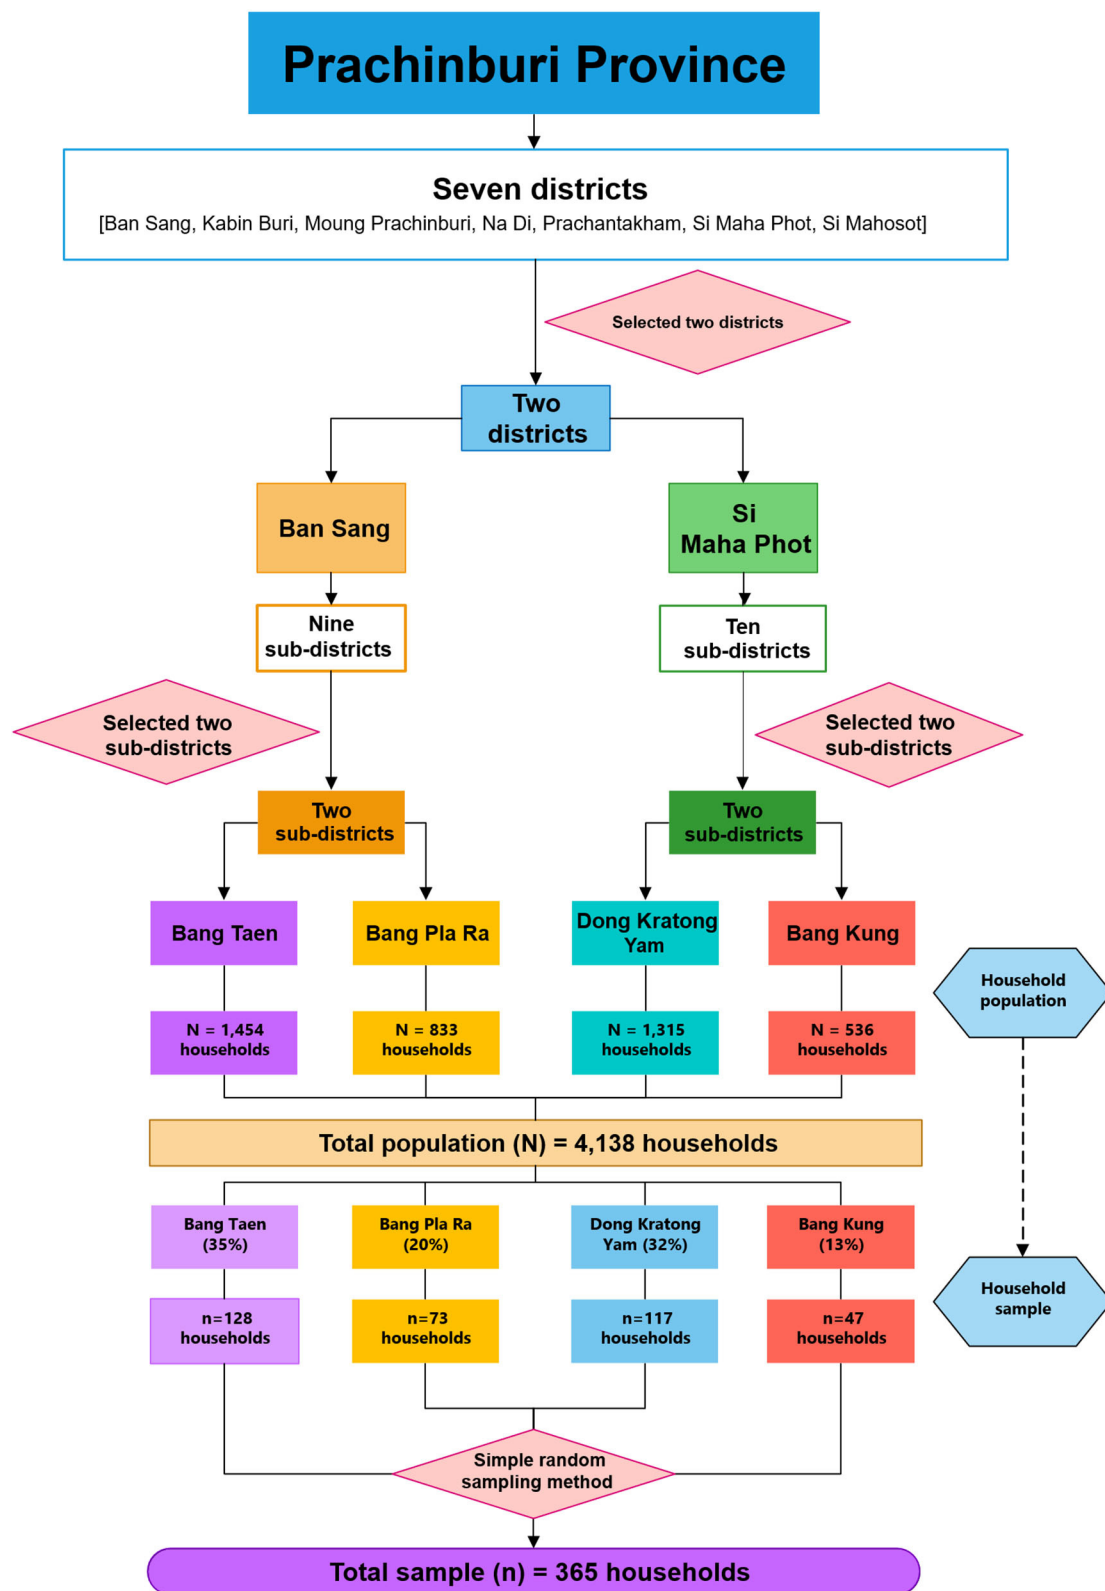 Prachinburi Province
Seven districts
[Ban Sang, Kabin Buri, Moung Prachinburi, Na Di, Prachantakham, Si Maha Phot, Si Mahosot]
Selected two districts
Two
districts
Ban Sang
Si
Maha Phot
Nine
sub-districts
Ten
sub-districts
Selected two
sub-districts
Selected two
sub-districts
Two
sub-districts
Two
sub-districts
Bang Taen
Bang Pla Ra
Dong Kratong
Yam
Bang Kung
Household
population
N = 1,454
households
N = 833
households
N = 1,315
households
N = 536
households
Total population (N) = 4,138 households
Bang Taen
(35%)
Bang Pla Ra
(20%)
Dong Kratong
Yam (32%)
Bang Kung
(13%)
Household
sample
n=128
households
n=73
households
n=117
households
n=47
households
Simple random
sampling method
Total sample (n) = 365 households